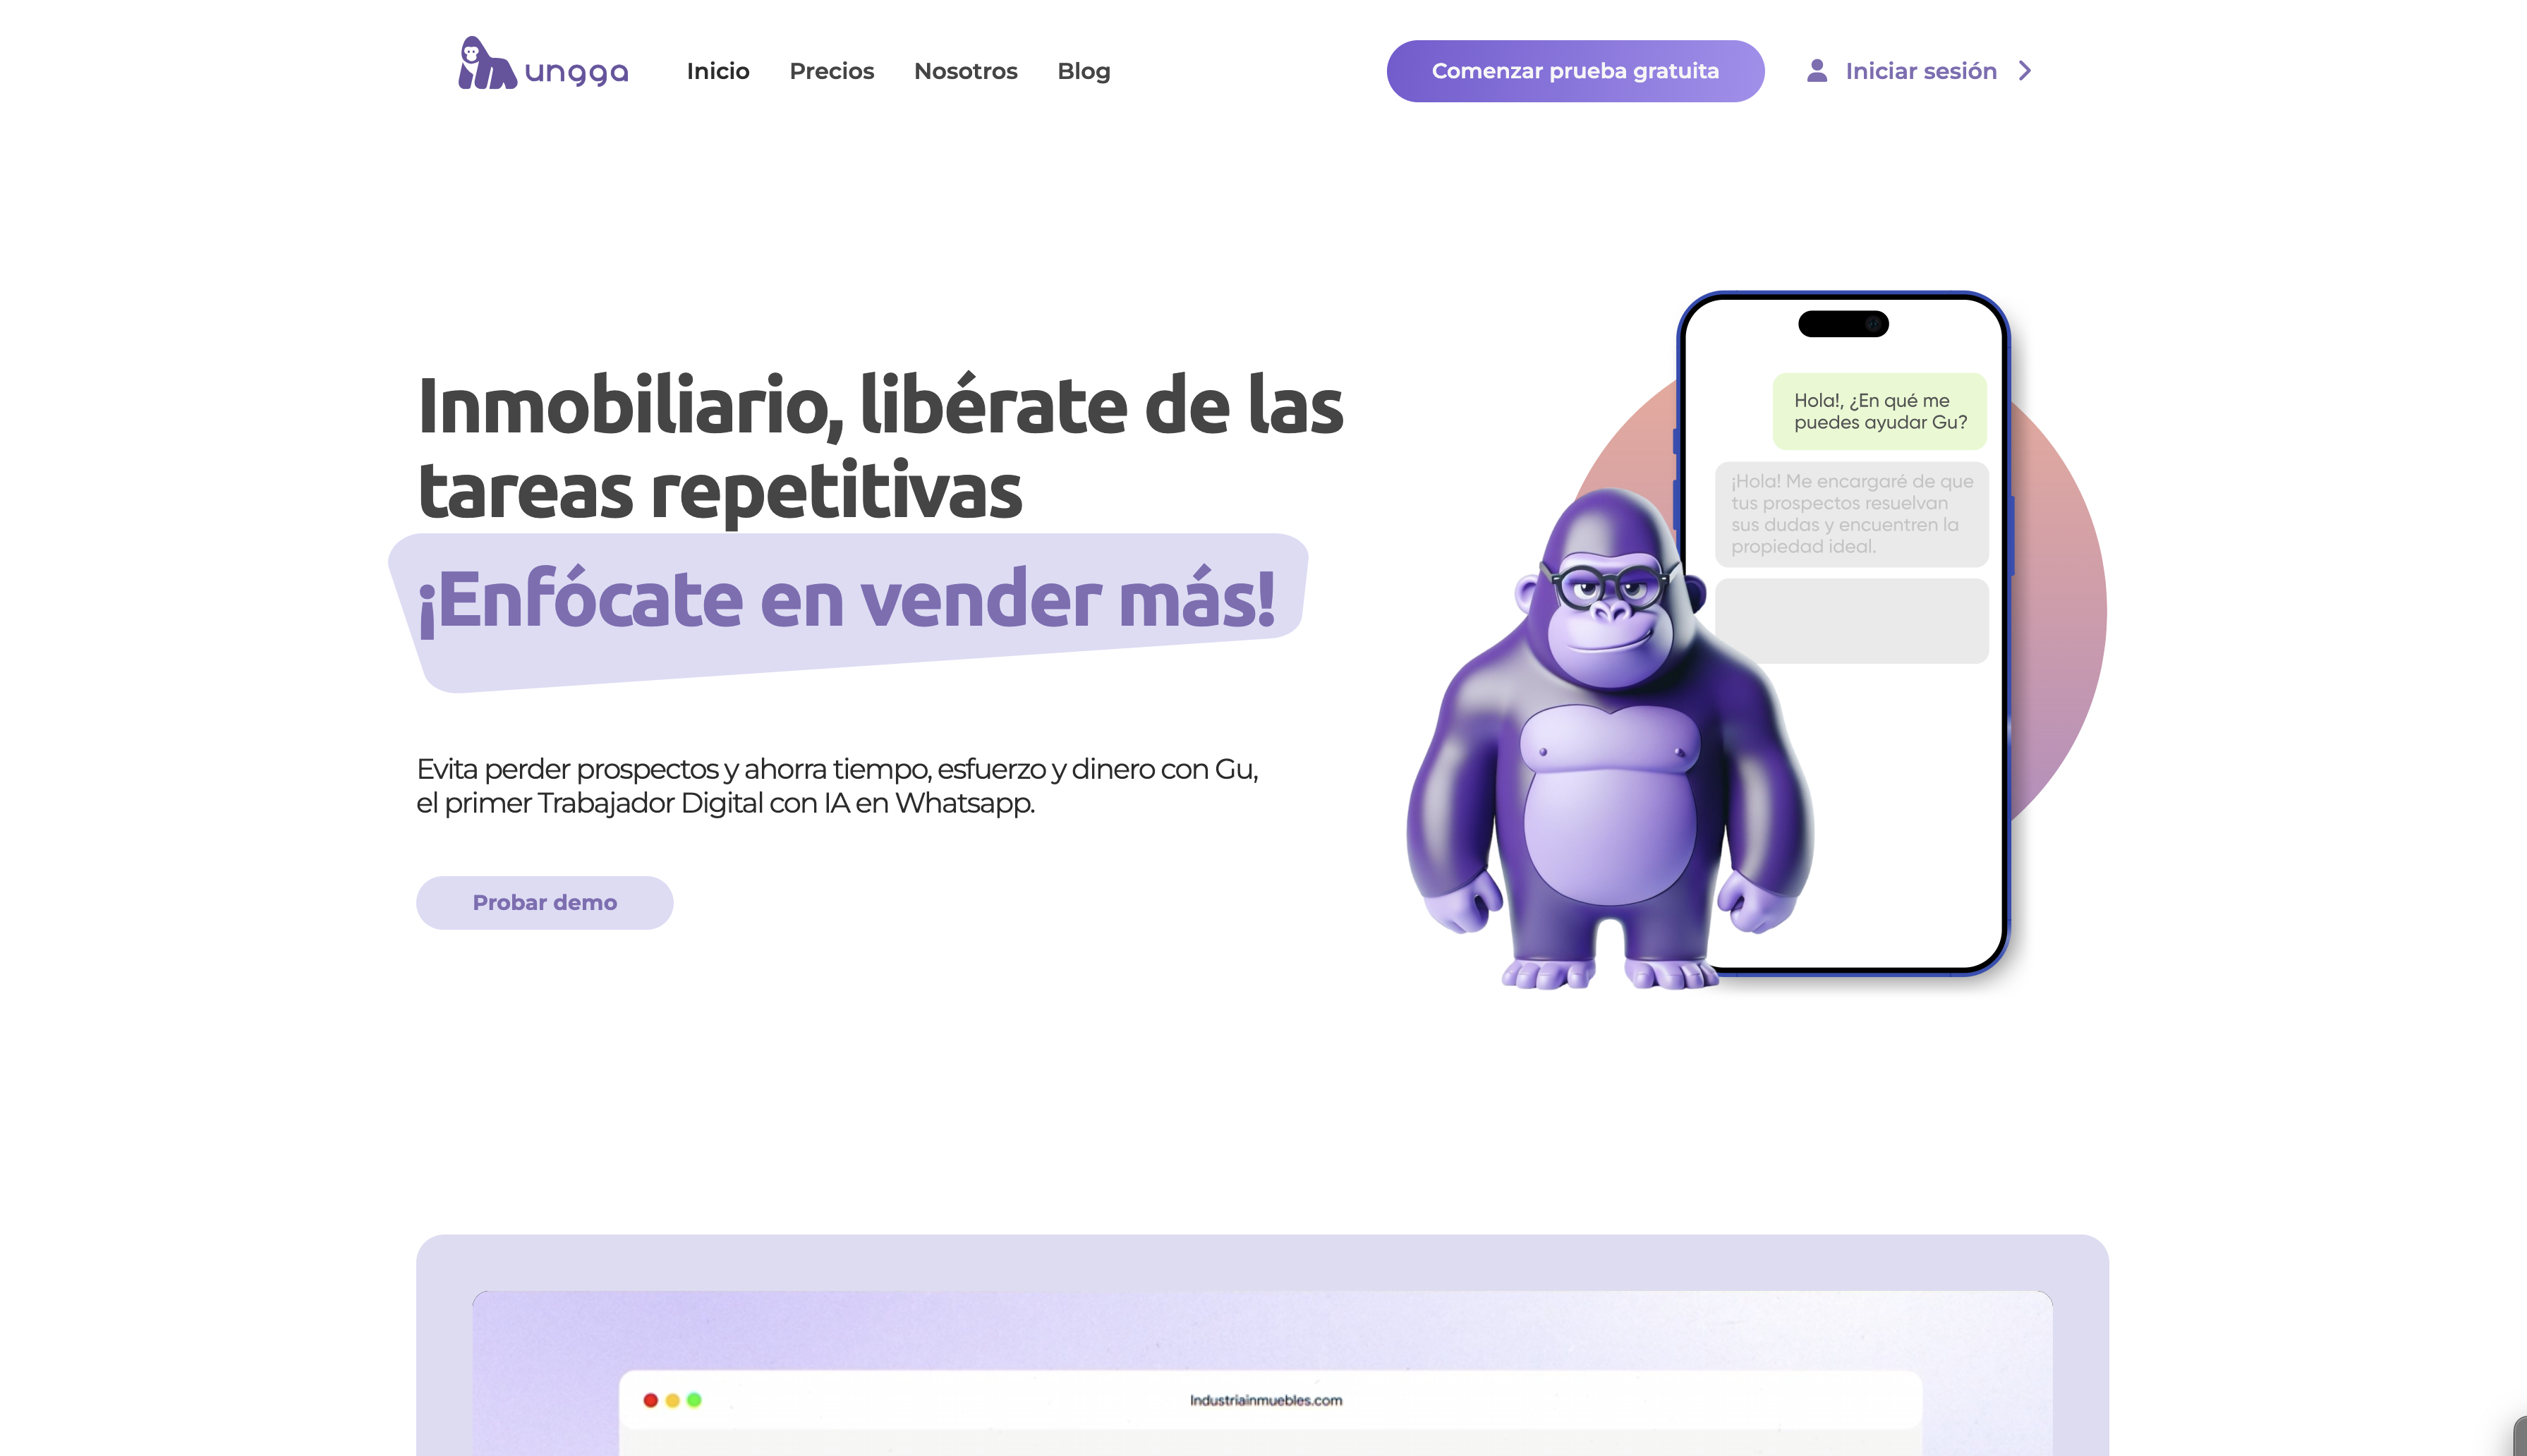 ungga
Inicio
Precios
Nosotros
Blog
Comenzar prueba gratuita
Iniciar sesión
Inmobiliario, libérate de las
tareas repetitivas
¡Enfócate en vender más!
Evita perder prospectos y ahorra tiempo, esfuerzo y dinero con Gu,
el primer Trabajador Digital con IA en Whatsapp.
Probar demo
Hola!, ¿En qué me
puedes ayudar Gu?
¡Hola! Me encargaré de que
tus prospectos resuelvan
sus dudas y encuentren la
propiedad ideal.
Industriainmuebles.com